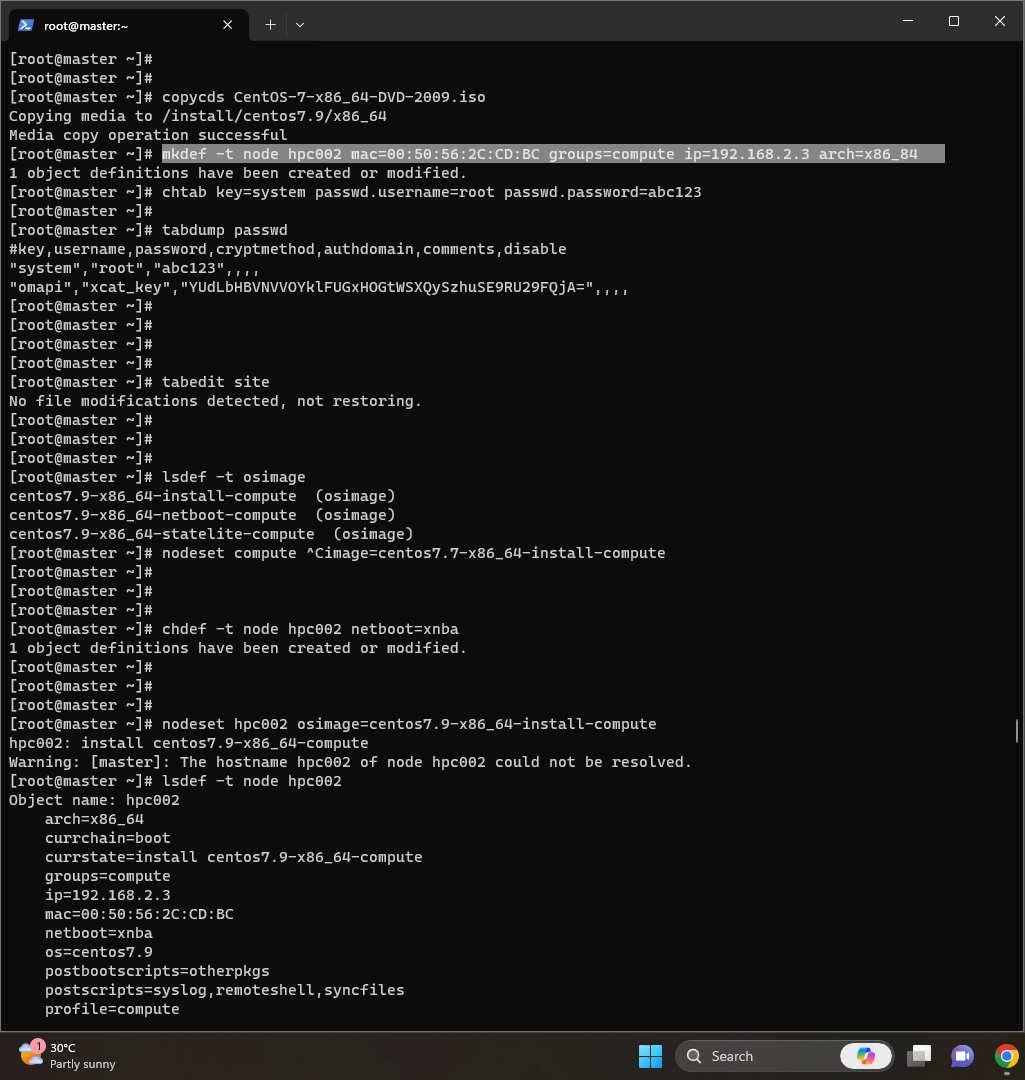 root@master:~
[root@master ~]#
[root@master ~]#
[root@master ~]# copycds CentOS-7-x86_64-DVD-2009.iso
Copying media to /install/centos7.9/x86_64
Media copy operation successful
[root@master ~]# mkdef -t node hpc002 mac=00:50:56:2C:CD:BC groups=compute ip=192.168.2.3 arch=x86_84
1 object definitions have been created or modified.
[root@master ~]# chtab key=system passwd.username=root passwd.password=abc123
[root@master ~]#
[root@master ~]# tabdump passwd
#key,username,password,cryptmethod,authdomain,comments,disable
"system","root","abc123",,,,
"omapi","xcat_key","YUdLbHBVNVVOYklFUGxHOGtWSXQySzhuSE9RU29FQjA=",,,,
[root@master ~]#
[root@master ~]#
[root@master ~]#
[root@master ~]#
[root@master ~]# tabedit site
No file modifications detected, not restoring.
[root@master ~]#
[root@master ~]#
[root@master ~]#
[root@master ~]# lsdef -t osimage
centos7.9-x86_64-install-compute  (osimage)
centos7.9-x86_64-netboot-compute  (osimage)
centos7.9-x86_64-statelite-compute  (osimage)
[root@master ~]# nodeset compute ^Cimage=centos7.7-x86_64-install-compute
[root@master ~]#
[root@master ~]#
[root@master ~]#
[root@master ~]# chdef -t node hpc002 netboot=xnba
1 object definitions have been created or modified.
[root@master ~]#
[root@master ~]#
[root@master ~]#
[root@master ~]# nodeset hpc002 osimage=centos7.9-x86_64-install-compute
hpc002: install centos7.9-x86_64-compute
Warning: [master]: The hostname hpc002 of node hpc002 could not be resolved.
[root@master ~]# lsdef -t node hpc002
Object name: hpc002
    arch=x86_64
    currchain=boot
    currstate=install centos7.9-x86_64-compute
    groups=compute
    ip=192.168.2.3
    mac=00:50:56:2C:CD:BC
    netboot=xnba
    os=centos7.9
    postbootscripts=otherpkgs
    postscripts=syslog,remoteshell,syncfiles
    profile=compute
1
30°C
Partly sunny
Search